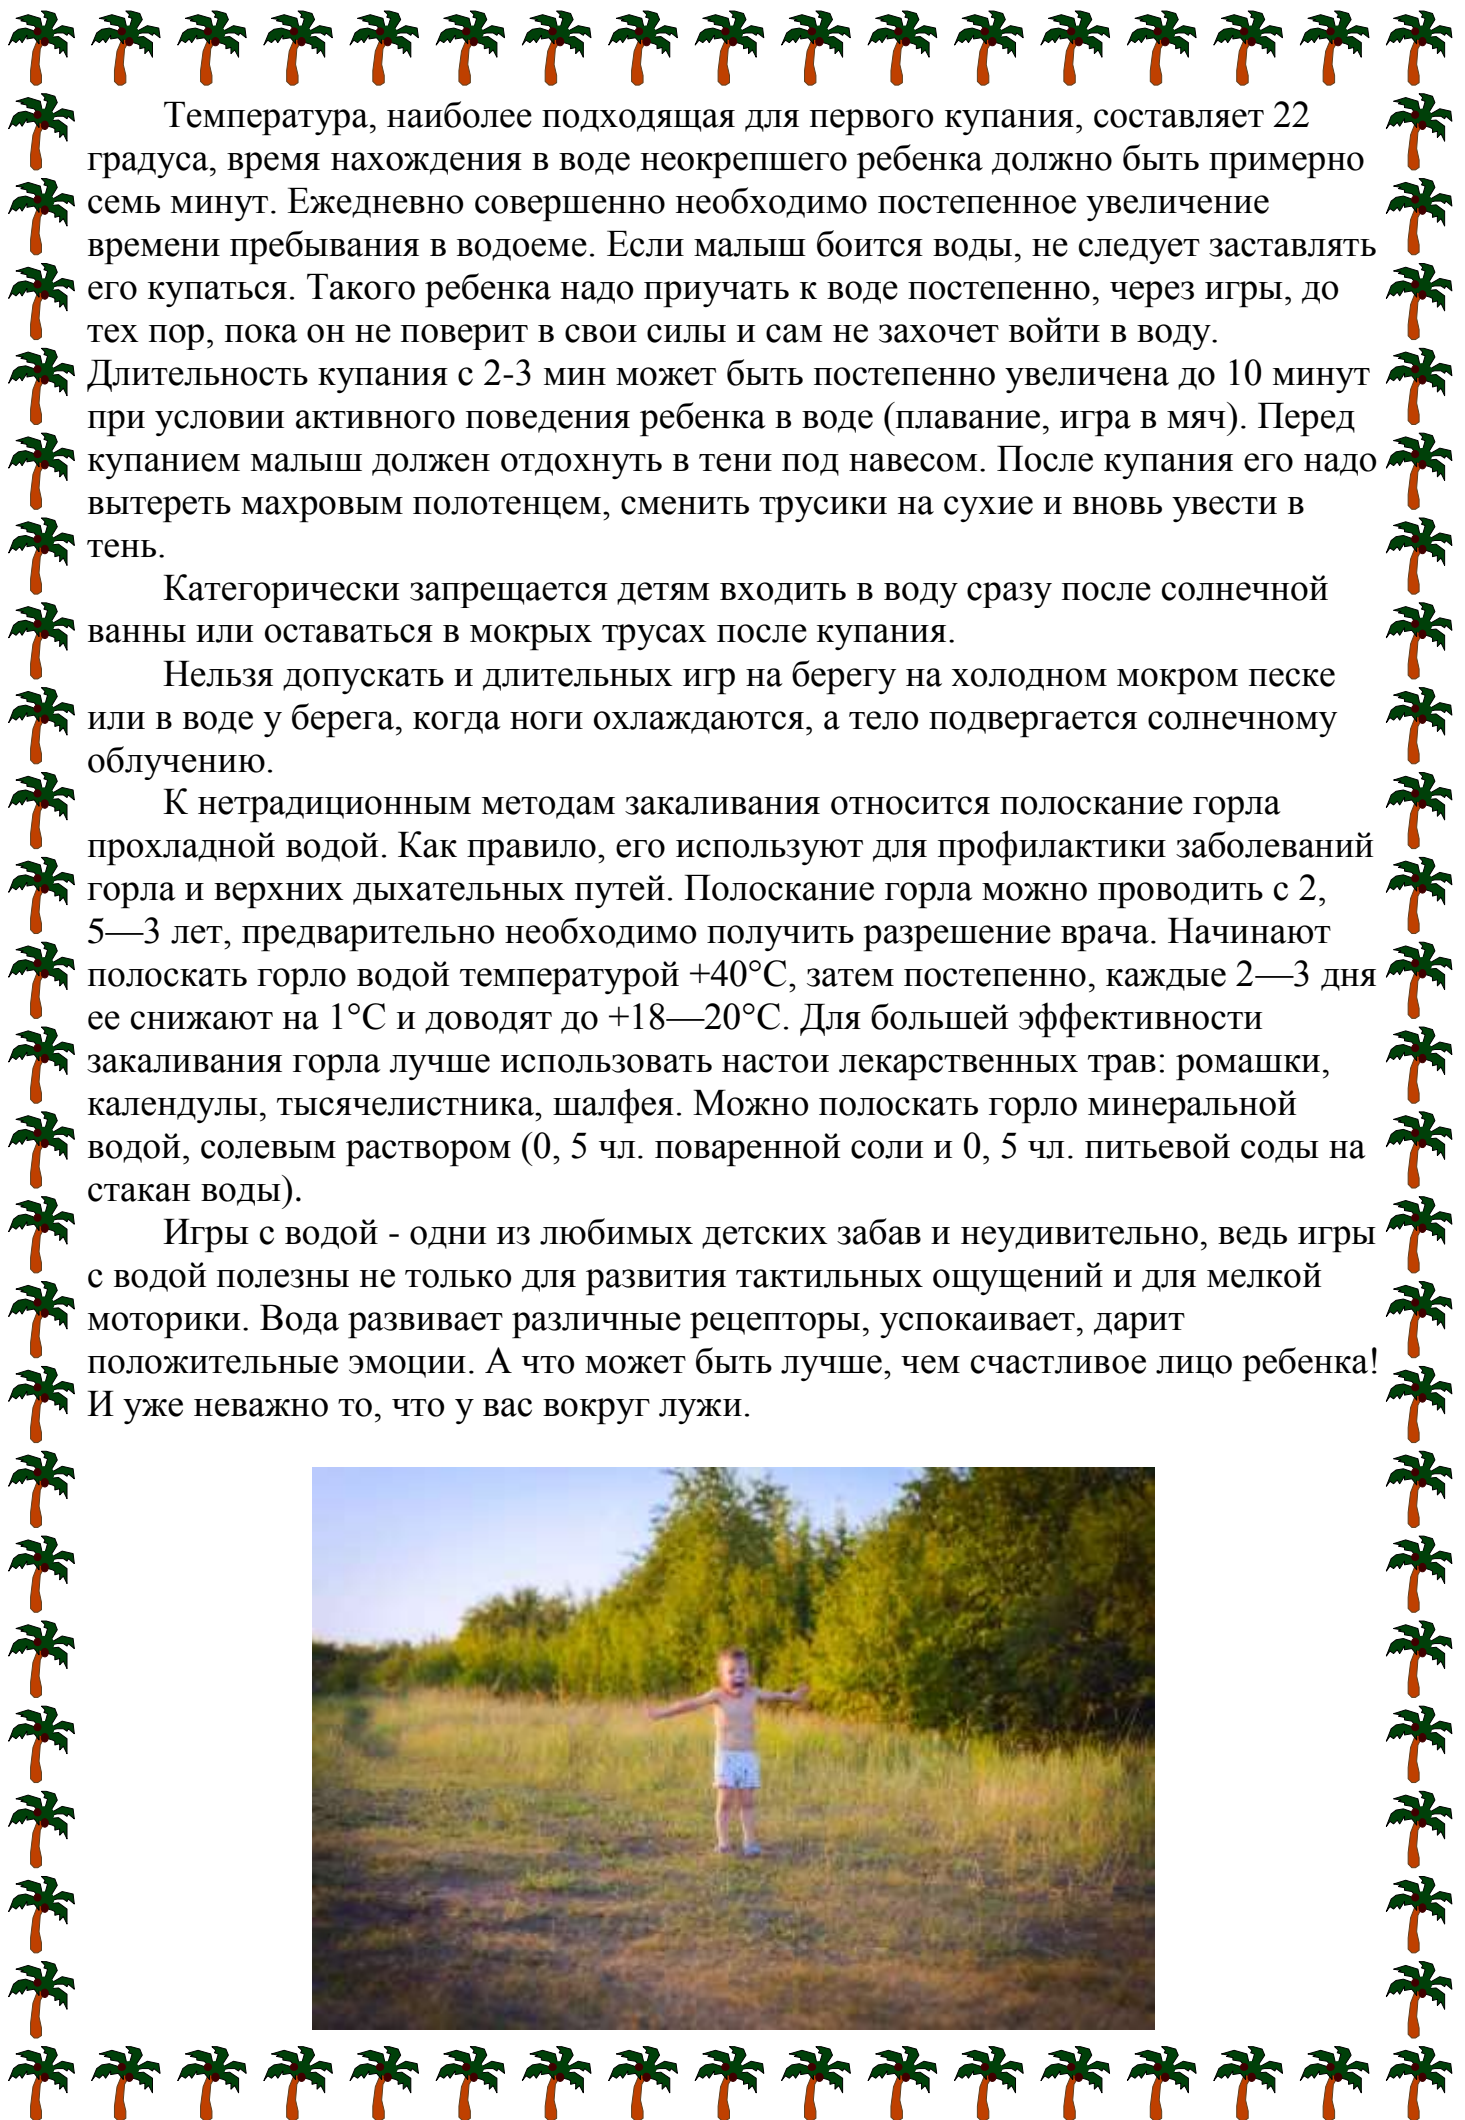 Температура, наиболее подходящая для первого купания, составляет 22
градуса, время нахождения в воде неокрепшего ребенка должно быть примерно
семь минут. Ежедневно совершенно необходимо постепенное увеличение
времени пребывания в водоеме. Если малыш боится воды, не следует заставлять
его купаться. Такого ребенка надо приучать к воде постепенно, через игры, до
тех пор, пока он не поверит в свои силы и сам не захочет войти в воду.
Длительность купания с 2-3 мин может быть постепенно увеличена до 10 минут
при условии активного поведения ребенка в воде (плавание, игра в мяч). Перед
купанием малыш должен отдохнуть в тени под навесом. После купания его надо
вытереть махровым полотенцем, сменить трусики на сухие и вновь увести в
тень.
Категорически запрещается детям входить в воду сразу после солнечной
ванны или оставаться в мокрых трусах после купания.
Нельзя допускать и длительных игр на берегу на холодном мокром песке
или в воде у берега, когда ноги охлаждаются, а тело подвергается солнечному
облучению.
К нетрадиционным методам закаливания относится полоскание горла
прохладной водой. Как правило, его используют для профилактики заболеваний
горла и верхних дыхательных путей. Полоскание горла можно проводить с 2,
5—3 лет, предварительно необходимо получить разрешение врача. Начинают
полоскать горло водой температурой +40°С, затем постепенно, каждые 2—3 дня
ее снижают на 1°С и доводят до +18—20°С. Для большей эффективности
закаливания горла лучше использовать настои лекарственных трав: ромашки,
календулы, тысячелистника, шалфея. Можно полоскать горло минеральной
водой, солевым раствором (0, 5 чл. поваренной соли и 0, 5 чл. питьевой соды на
стакан воды).
Игры с водой - одни из любимых детских забав и неудивительно, ведь игры
с водой полезны не только для развития тактильных ощущений и для мелкой
моторики. Вода развивает различные рецепторы, успокаивает, дарит
положительные эмоции. А что может быть лучше, чем счастливое лицо ребенка!
И уже неважно то, что у вас вокруг лужи.